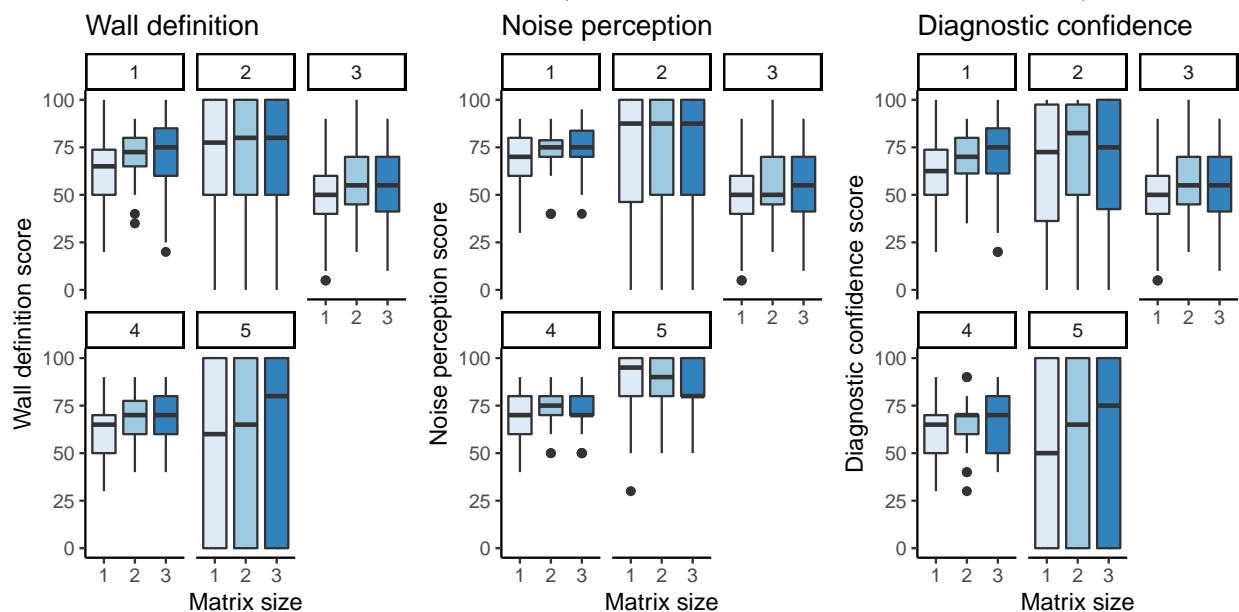 Wall definition
Noise perception
Diagnostic confidence
1
2
3
1
2
3
1
2
3
100
75
50
25
0
100
75
50
25
0
100
75
50
25
0
1 2 3
1 2 3
1 2 3
4
5
4
5
4
5
100
75
50
25
0
100
75
50
25
0
100
75
50
25
0
1 2 3
1 2 3
1 2 3
1 2 3
1 2 3
1 2 3
Wall definition score
Noise perception score
Diagnostic confidence score
Matrix size
Matrix size
Matrix size